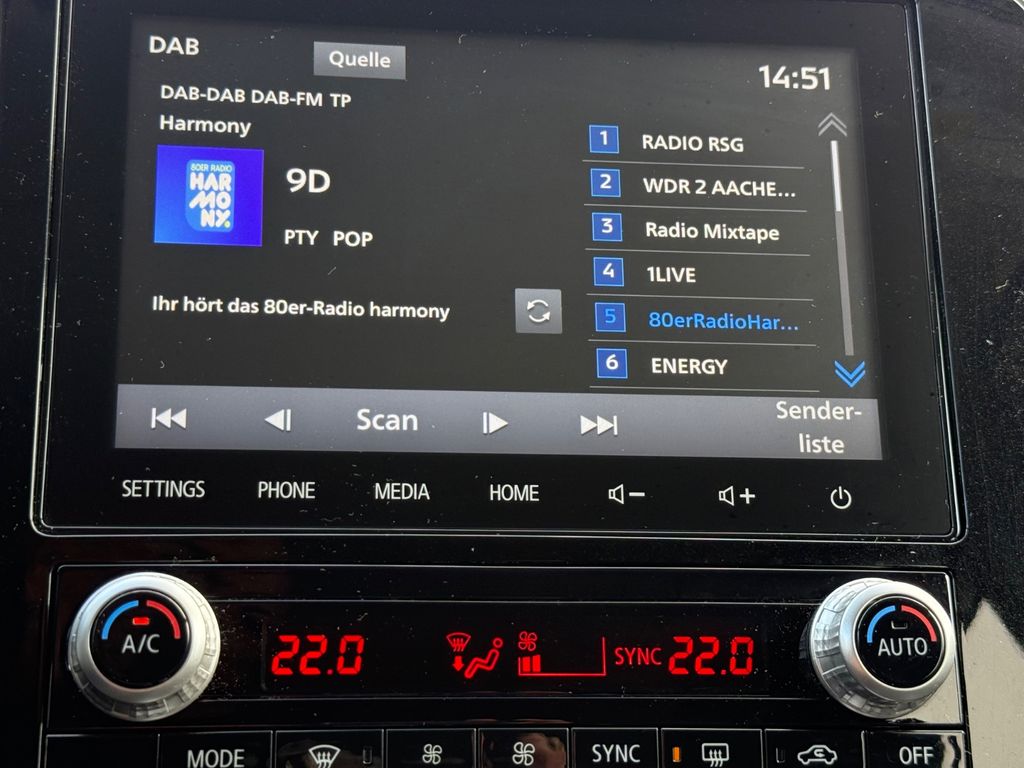 DAB
Quelle
14:51
DAB-DAB DAB-FM TP
Harmony
80ER RADIO
HAR
MO
NY.
9D
PTY POP
Ihr hört das 80er-Radio harmony
1 RADIO RSG
2 WDR 2 AACHE...
3 Radio Mixtape
4 1LIVE
5 80erRadioHar...
6 ENERGY
Scan
Sender-
liste
SETTINGS PHONE MEDIA HOME
A/C
22.0
SYNC 22.0
AUTO
MODE
SYNC
OFF